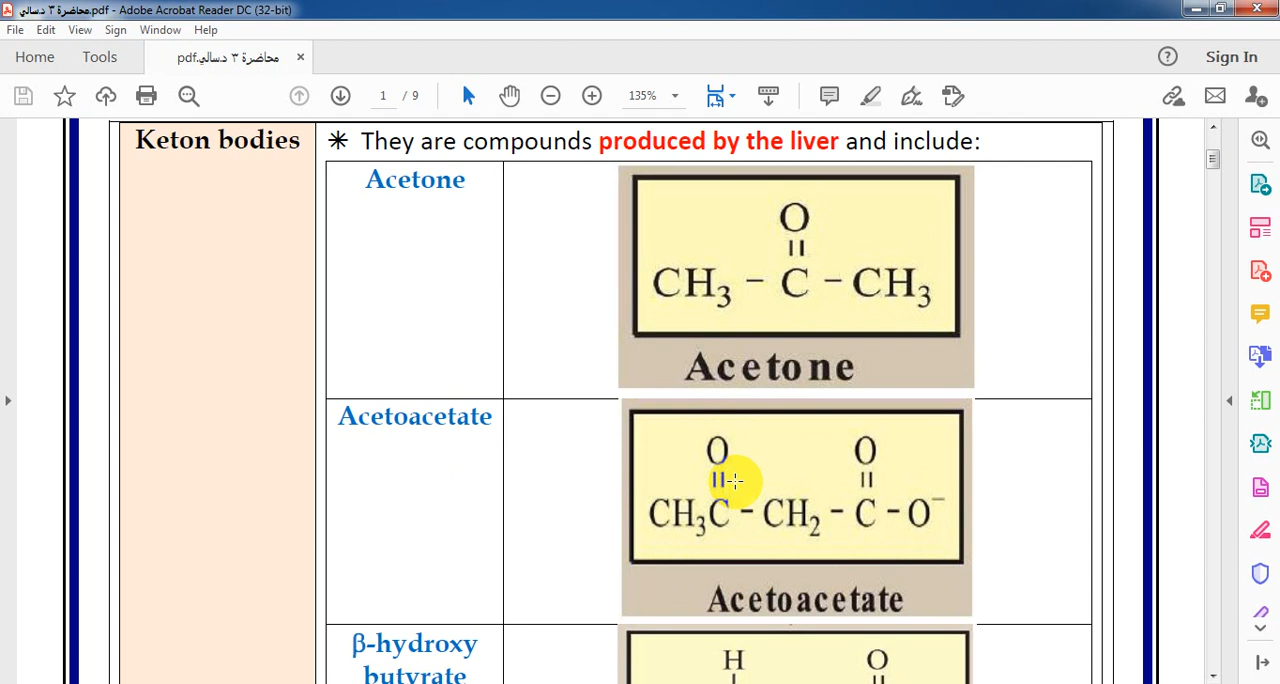 محاضرة ٣ د.سالي.pdf - Adobe Acrobat Reader DC (32-bit)
File Edit View Sign Window Help
Home Tools محاضرة ٣ د.سالي.pdf × ? Sign In
1 / 9 135%
Keton bodies
✳ They are compounds produced by the liver and include:
Acetone
O
CH3 - C - CH3
Acetone
Acetoacetate
O O
CH3C - CH2 - C - O−
Acetoacetate
β-hydroxy
butyrate
H O